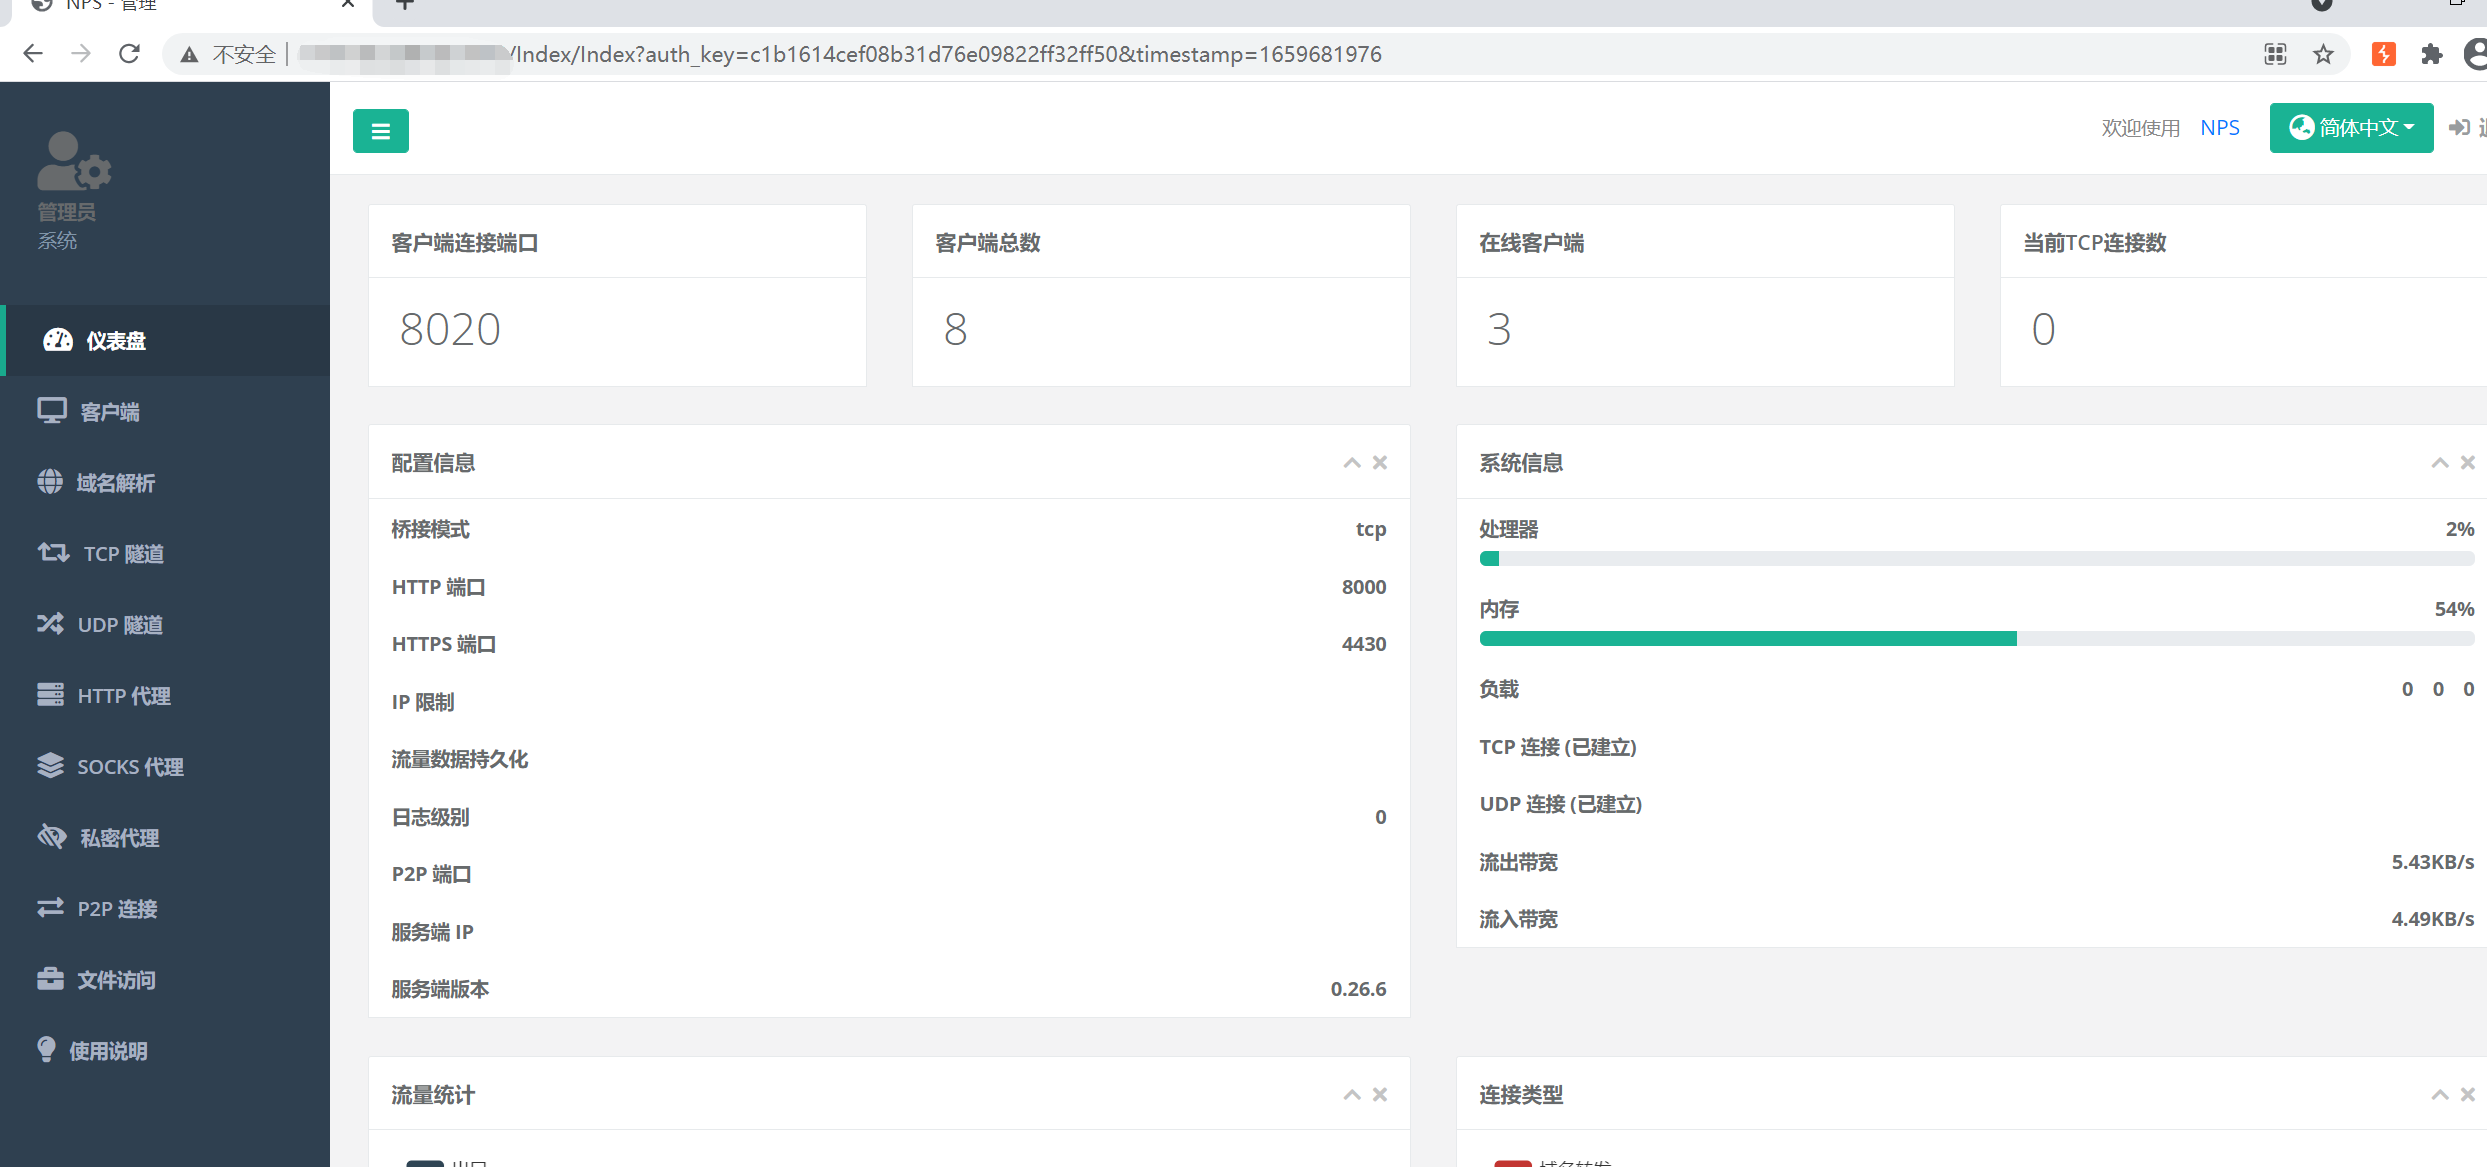 NPS - 管理
不安全
/Index/Index?auth_key=c1b1614cef08b31d76e09822ff32ff50&timestamp=1659681976
欢迎使用 NPS
简体中文
管理员
系统
仪表盘
客户端
域名解析
TCP 隧道
UDP 隧道
HTTP 代理
SOCKS 代理
私密代理
P2P 连接
文件访问
使用说明
客户端连接端口
8020
客户端总数
8
在线客户端
3
当前TCP连接数
0
配置信息
桥接模式 tcp
HTTP 端口 8000
HTTPS 端口 4430
IP 限制
流量数据持久化
日志级别 0
P2P 端口
服务端 IP
服务端版本 0.26.6
系统信息
处理器 2%
内存 54%
负载 0 0 0
TCP 连接 (已建立)
UDP 连接 (已建立)
流出带宽 5.43KB/s
流入带宽 4.49KB/s
流量统计
连接类型
域名转发